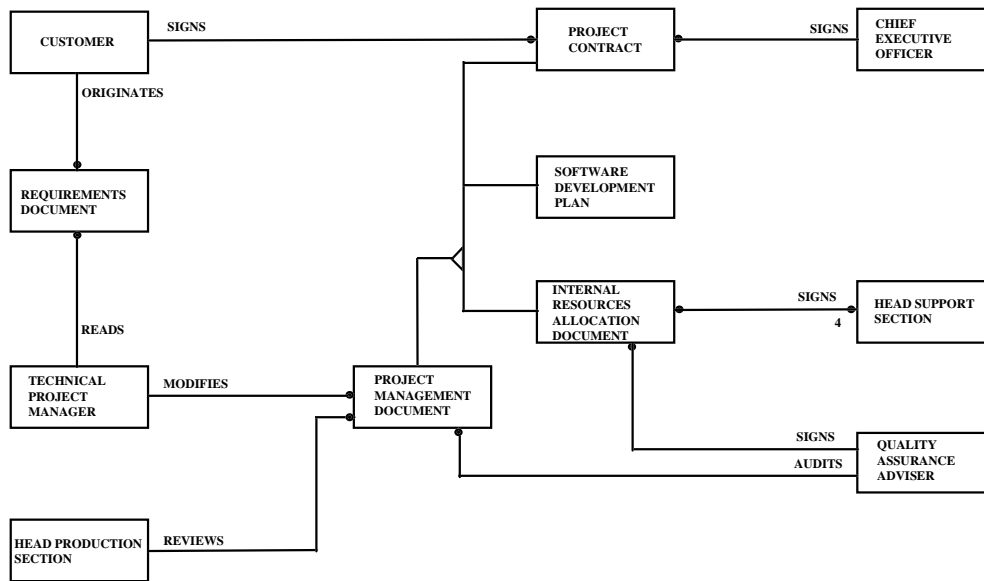 CUSTOMER
SIGNS
PROJECT
CONTRACT
SIGNS
CHIEF
EXECUTIVE
OFFICER
ORIGINATES
REQUIREMENTS
DOCUMENT
SOFTWARE
DEVELOPMENT
PLAN
INTERNAL
RESOURCES
ALLOCATION
DOCUMENT
SIGNS
4
HEAD SUPPORT
SECTION
READS
TECHNICAL
PROJECT
MANAGER
MODIFIES
PROJECT
MANAGEMENT
DOCUMENT
SIGNS
AUDITS
QUALITY
ASSURANCE
ADVISER
HEAD PRODUCTION
SECTION
REVIEWS